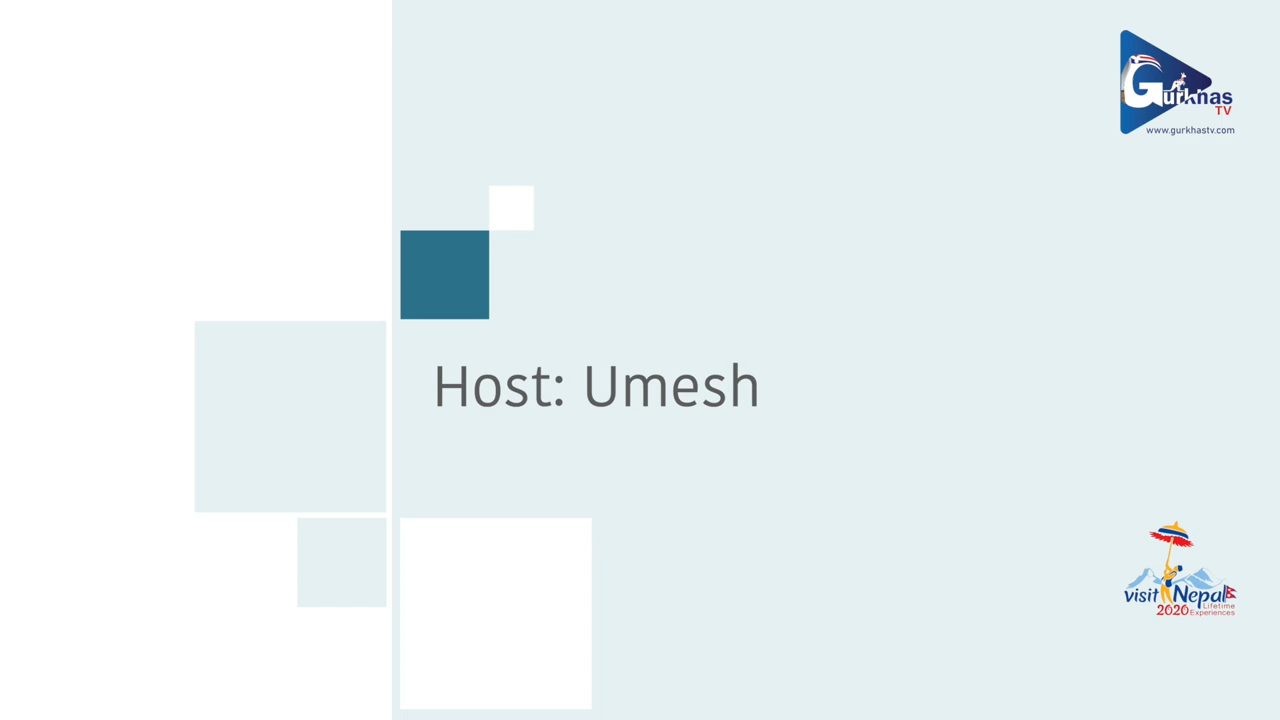 Gurkhas
TV
www.gurkhastv.com
Host: Umesh
visit Nepal
2020 Lifetime
Experiences